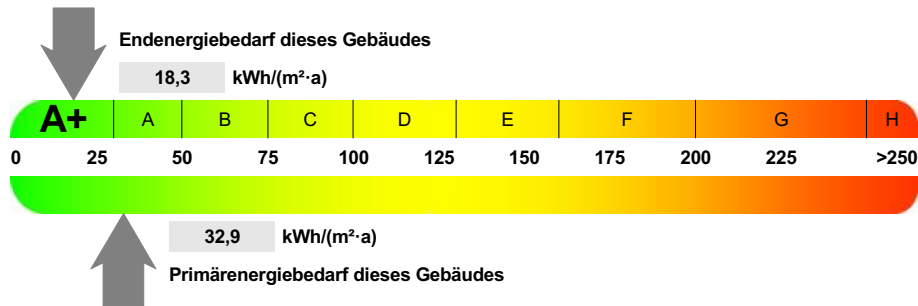 Endenergiebedarf dieses Gebäudes
18,3 kWh/(m²·a)
A+ A B C D E F G H
0 25 50 75 100 125 150 175 200 225 >250
32,9 kWh/(m²·a)
Primärenergiebedarf dieses Gebäudes